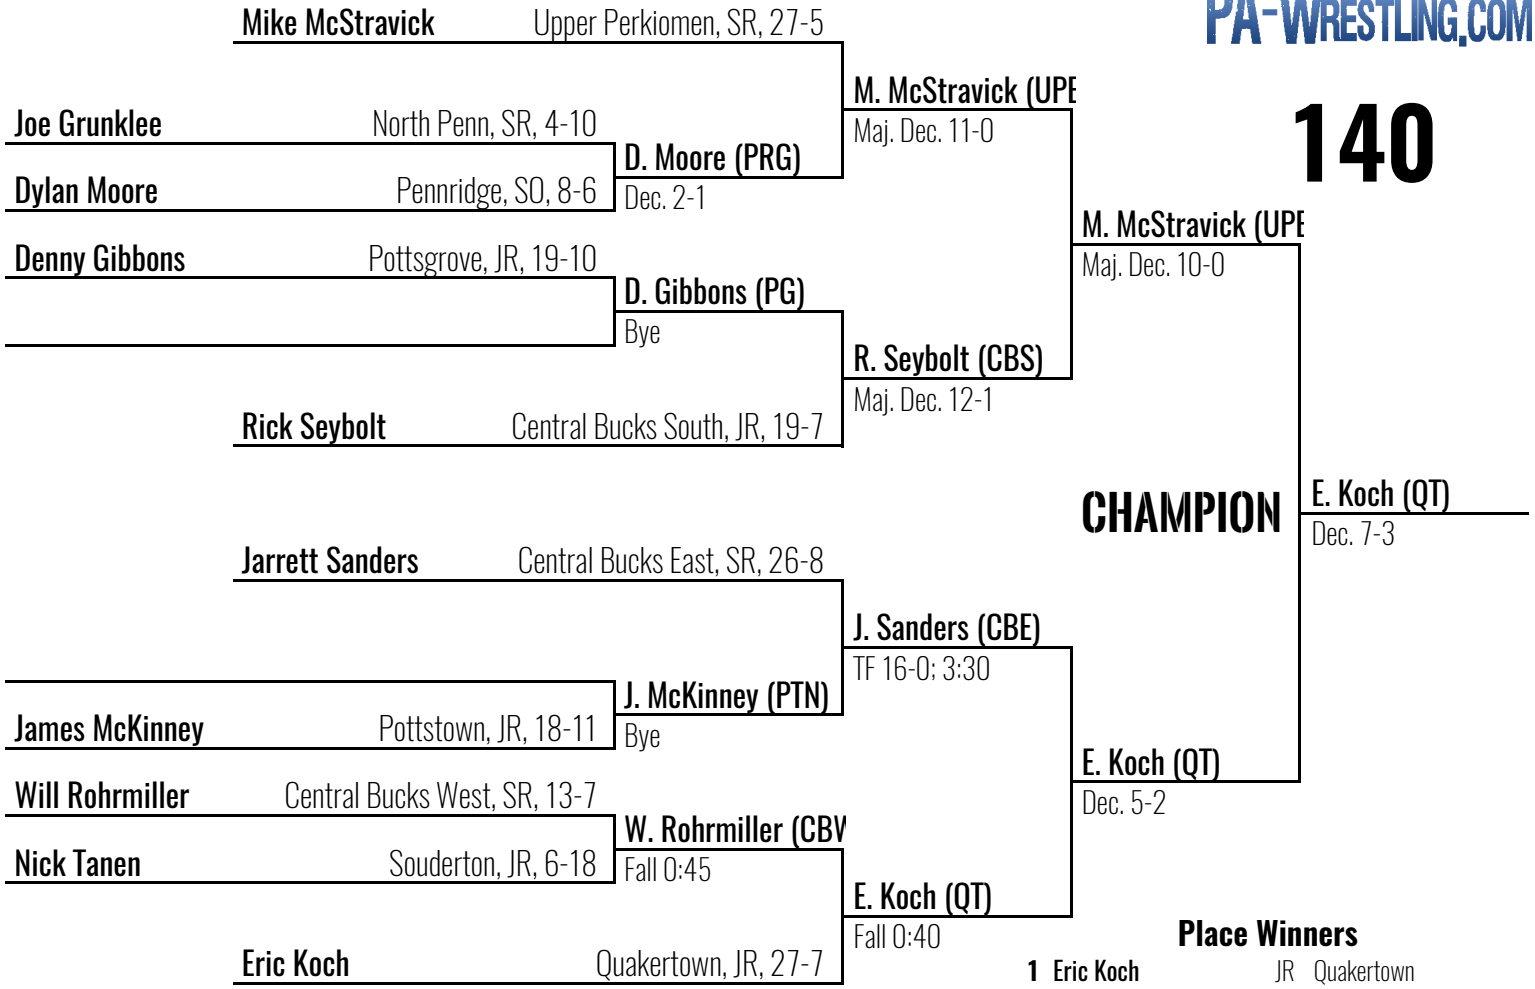 PA-WRESTLING.COM
Mike McStravick Upper Perkiomen, SR, 27-5
M. McStravick (UPE
Maj. Dec. 11-0
140
Joe Grunklee North Penn, SR, 4-10
D. Moore (PRG)
Dec. 2-1
Dylan Moore Pennridge, SO, 8-6
M. McStravick (UPE
Maj. Dec. 10-0
Denny Gibbons Pottsgrove, JR, 19-10
D. Gibbons (PG)
Bye
R. Seybolt (CBS)
Maj. Dec. 12-1
Rick Seybolt Central Bucks South, JR, 19-7
CHAMPION
E. Koch (QT)
Dec. 7-3
Jarrett Sanders Central Bucks East, SR, 26-8
J. Sanders (CBE)
TF 16-0; 3:30
J. McKinney (PTN)
Bye
James McKinney Pottstown, JR, 18-11
E. Koch (QT)
Dec. 5-2
Will Rohrmiller Central Bucks West, SR, 13-7
W. Rohrmiller (CBW
Fall 0:45
Nick Tanen Souderton, JR, 6-18
E. Koch (QT)
Fall 0:40
Eric Koch Quakertown, JR, 27-7
Place Winners
1 Eric Koch JR Quakertown